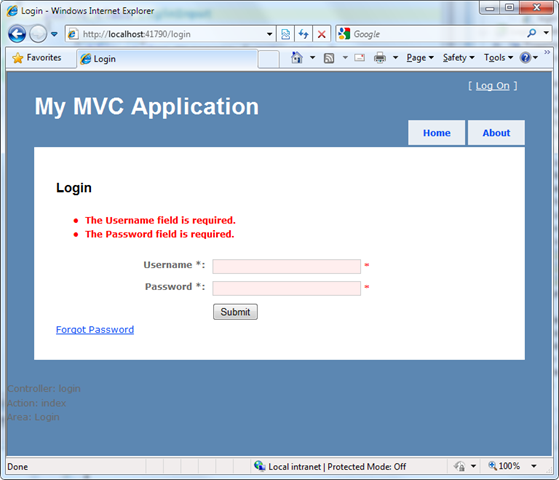 Login - Windows Internet Explorer
http://localhost:41790/login
Google
Favorites
Login
Page
Safety
Tools
[ Log On ]
My MVC Application
Home
About
Login
The Username field is required.
The Password field is required.
Username *:
*
Password *:
*
Submit
Forgot Password
Controller: login
Action: index
Area: Login
Done
Local intranet | Protected Mode: Off
100%